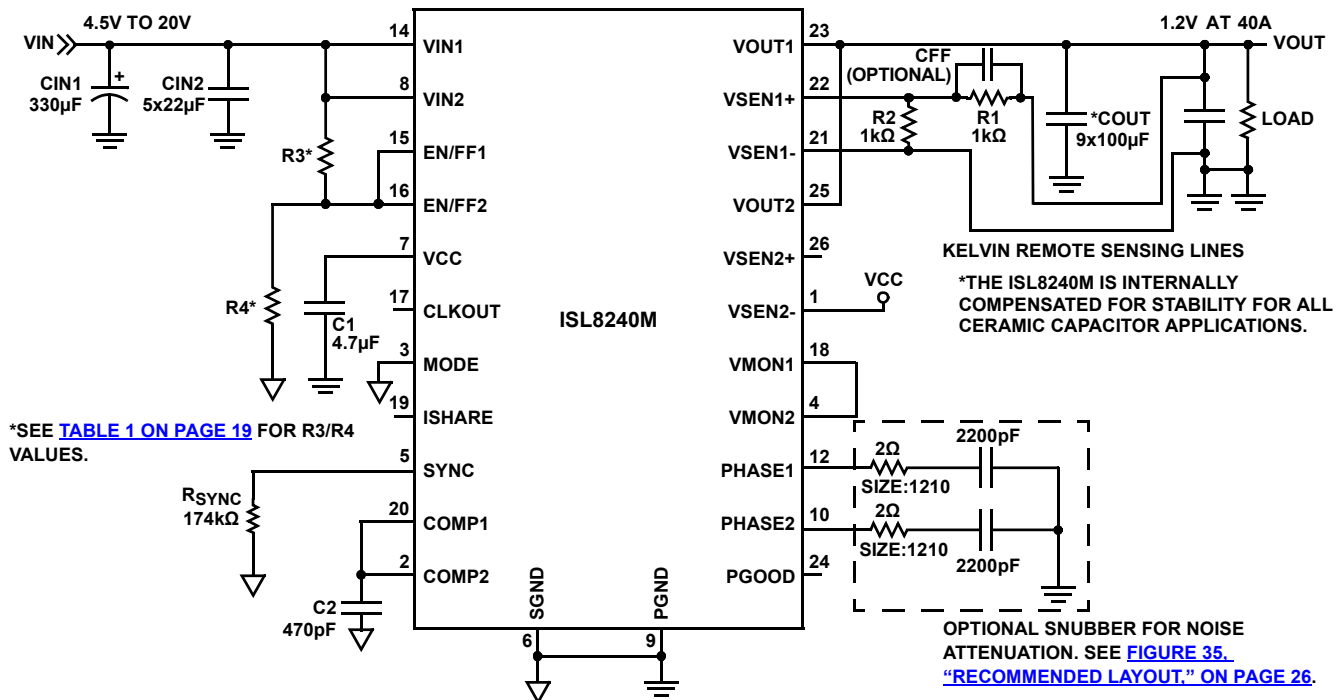 4.5V TO 20V
VIN
CIN1
330µF
+
CIN2
5x22µF
R3*
R4*
C1
4.7µF
*SEE TABLE 1 ON PAGE 19 FOR R3/R4
VALUES.
RSYNC
174kΩ
C2
470pF
14 VIN1
8 VIN2
15 EN/FF1
16 EN/FF2
7 VCC
17 CLKOUT
3 MODE
19 ISHARE
5 SYNC
20 COMP1
2 COMP2
ISL8240M
SGND
6
PGND
9
VOUT1 23
VSEN1+ 22
VSEN1- 21
VOUT2 25
VSEN2+ 26
VSEN2- 1
VMON1 18
VMON2 4
PHASE1 12
PHASE2 10
PGOOD 24
1.2V AT 40A
VOUT
CFF
(OPTIONAL)
R2
1kΩ
R1
1kΩ
*COUT
9x100µF
LOAD
KELVIN REMOTE SENSING LINES
VCC
*THE ISL8240M IS INTERNALLY
COMPENSATED FOR STABILITY FOR ALL
CERAMIC CAPACITOR APPLICATIONS.
2Ω
SIZE:1210
2200pF
2Ω
SIZE:1210
2200pF
OPTIONAL SNUBBER FOR NOISE
ATTENUATION. SEE FIGURE 35,
“RECOMMENDED LAYOUT,” ON PAGE 26.